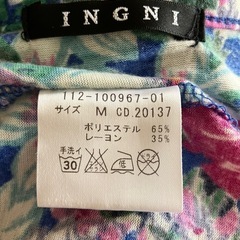 INGNI
112-100967-01
サイズ M CD.20137
ポリエステル 65%
レーヨン 35%
手洗イ
30
低